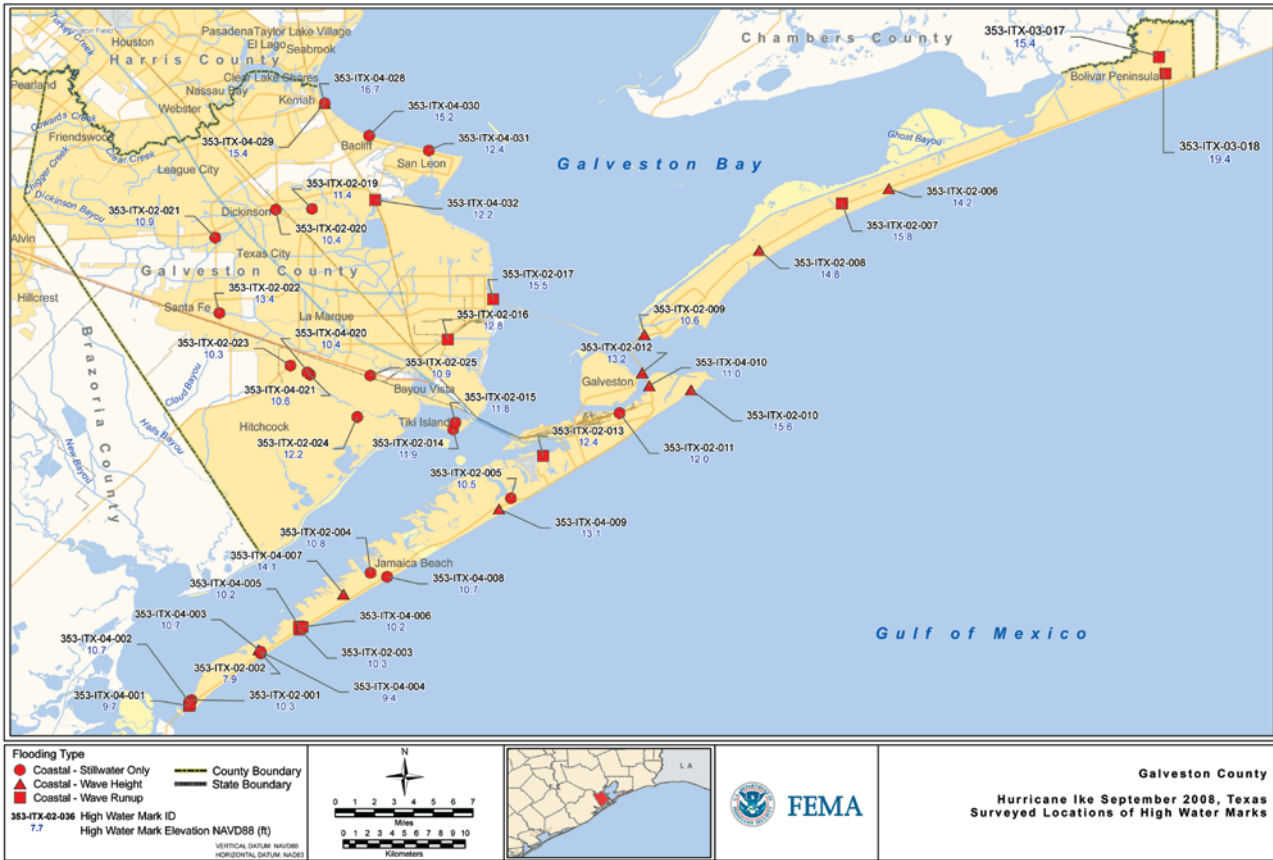 Turkey Creek
Pasadena
Taylor Lake Village
Houston
El Lago
Seabrook
Harris County
Clear Lake Shores
Pearland
Nassau Bay
Kemah
Webster
Cowards Creek
Friendswood
Clear Creek
Chigger Creek
League City
Dickinson Bayou
Bacliff
San Leon
353-ITX-04-028
16.7
353-ITX-04-030
15.2
353-ITX-04-029
15.4
353-ITX-04-031
12.4
Galveston Bay
Chambers County
353-ITX-03-017
15.4
Bolivar Peninsula
353-ITX-03-018
19.4
Ghost Bayou
353-ITX-02-006
14.2
353-ITX-02-007
15.8
353-ITX-02-008
14.8
353-ITX-02-019
11.4
353-ITX-04-032
12.2
353-ITX-02-021
10.9
Dickinson
353-ITX-02-020
10.4
Alvin
Texas City
Galveston County
353-ITX-02-017
15.5
Hillcrest
353-ITX-02-022
13.4
Santa Fe
La Marque
353-ITX-02-016
12.8
353-ITX-04-020
10.4
353-ITX-02-023
10.3
353-ITX-02-009
10.6
353-ITX-02-012
13.2
353-ITX-04-010
11.0
Galveston
353-ITX-02-025
10.9
Bayou Vista
353-ITX-04-021
10.6
353-ITX-02-015
11.8
Cloud Bayou
Brazoria County
Halls Bayou
New Bayou
Hitchcock
Tiki Island
353-ITX-02-024
12.2
353-ITX-02-014
11.9
353-ITX-02-013
12.4
353-ITX-02-010
15.6
353-ITX-02-011
12.0
353-ITX-02-005
10.5
353-ITX-04-009
13.1
353-ITX-02-004
10.8
353-ITX-04-007
14.1
Jamaica Beach
353-ITX-04-008
10.7
353-ITX-04-005
10.2
353-ITX-04-003
10.7
353-ITX-04-006
10.2
353-ITX-04-002
10.7
353-ITX-02-003
10.3
353-ITX-02-002
7.9
353-ITX-04-004
9.4
353-ITX-04-001
9.7
353-ITX-02-001
10.3
Gulf of Mexico
Flooding Type
Coastal - Stillwater Only
Coastal - Wave Height
Coastal - Wave Runup
County Boundary
State Boundary
353-ITX-02-036 High Water Mark ID
7.7 High Water Mark Elevation NAVD88 (ft)
VERTICAL DATUM: NAVD88
HORIZONTAL DATUM: NAD83
N
0 1 2 3 4 5 6 7
Miles
0 1 2 3 4 5 6 7 8 9 10
Kilometers
LA
FEMA
Galveston County
Hurricane Ike September 2008, Texas
Surveyed Locations of High Water Marks